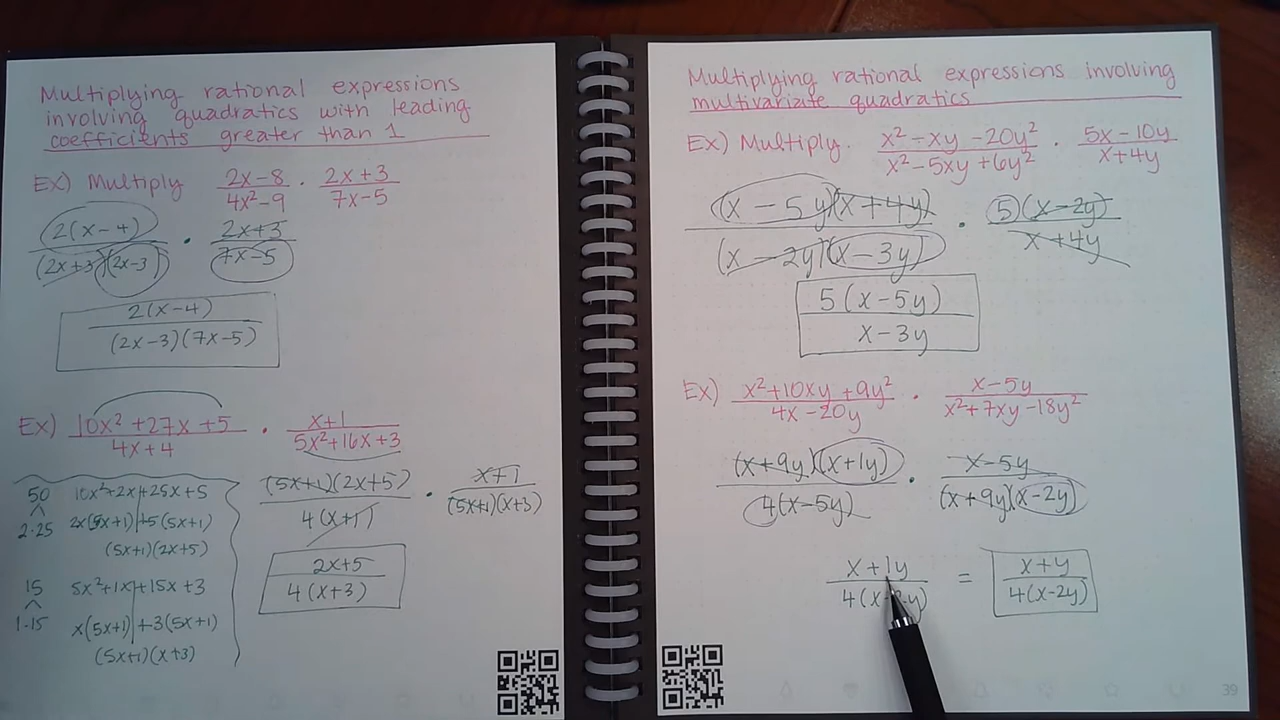 Multiplying rational expressions
involving quadratics with leading
coefficients greater than 1
Ex) Multiply 2x-8/4x²-9 · 2x+3/7x-5
2(x-4)/(2x+3)(2x-3) · 2x+3/7x-5
2(x-4)/(2x-3)(7x-5)
Ex) 10x²+27x+5/4x+4 · x+1/5x²+16x+3
50 10x²+2x+25x+5
2·25 2x(5x+1)+5(5x+1)
(5x+1)(2x+5)
15 5x²+1x+15x+3
1·15 x(5x+1)+3(5x+1)
(5x+1)(x+3)
(5x+1)(2x+5)/4(x+1) · x+1/(5x+1)(x+3)
2x+5/4(x+3)
Multiplying rational expressions involving
multivariate quadratics
Ex) Multiply. x²-xy-20y²/x²-5xy+6y² · 5x-10y/x+4y
(x-5y)(x+4y)/(x-2y)(x-3y) · 5(x-2y)/x+4y
5(x-5y)/x-3y
Ex) x²+10xy+9y²/4x-20y · x-5y/x²+7xy-18y²
(x+9y)(x+1y)/4(x-5y) · x-5y/(x+9y)(x-2y)
x+1y/4(x-2y) = x+y/4(x-2y)
39